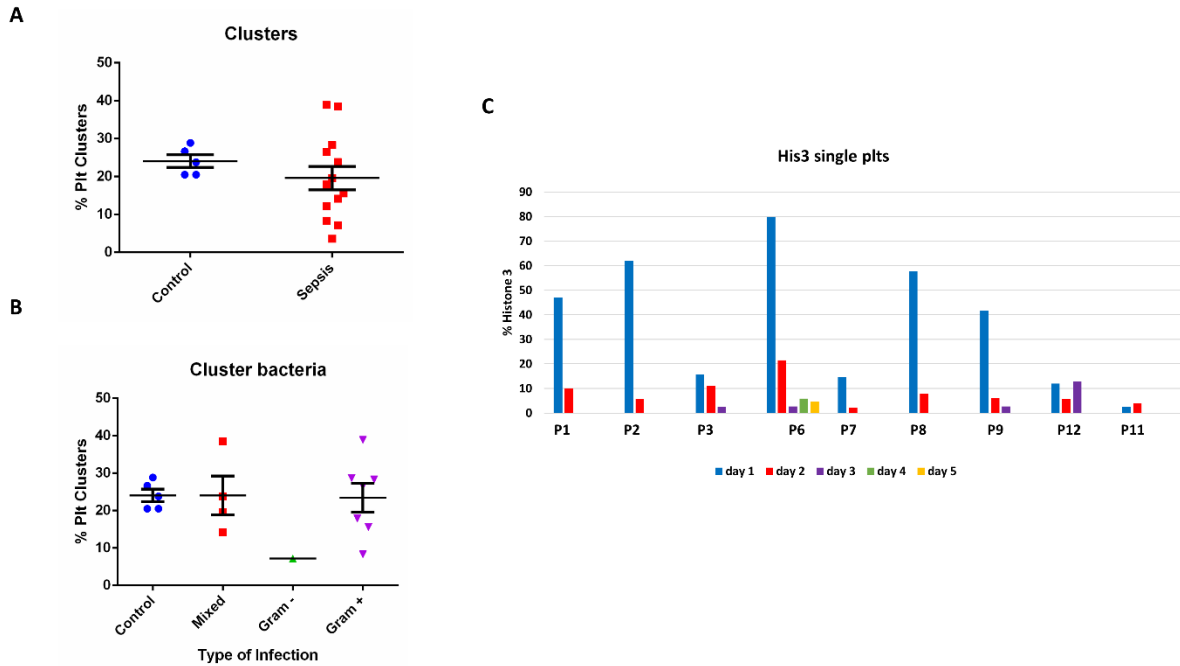 A
Clusters
50
40
30
20
10
0
% Plt Clusters
Control
Sepsis
B
Cluster bacteria
50
40
30
20
10
0
% Plt Clusters
Control
Mixed
Gram -
Gram +
Type of Infection
C
His3 single plts
90
80
70
60
50
40
30
20
10
0
% Histone 3
P1 P2 P3 P6 P7 P8 P9 P12 P11
day 1 day 2 day 3 day 4 day 5